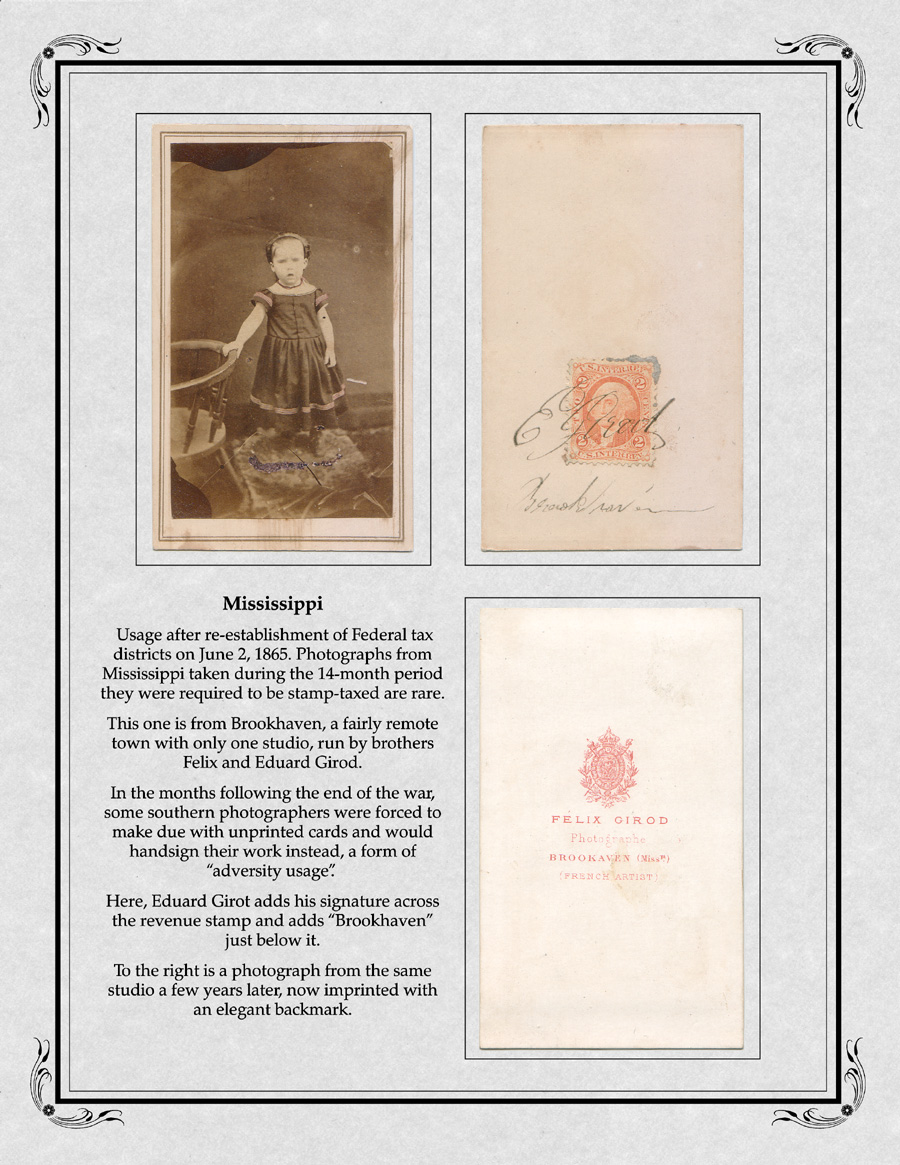 U.S. INTER. REV.
2
2
E Girod
2
2
U.S. INTER. REV.
Brookhaven
Mississippi
Usage after re-establishment of Federal tax
districts on June 2, 1865. Photographs from
Mississippi taken during the 14-month period
they were required to be stamp-taxed are rare.
This one is from Brookhaven, a fairly remote
town with only one studio, run by brothers
Felix and Eduard Girod.
In the months following the end of the war,
some southern photographers were forced to
make due with unprinted cards and would
handsign their work instead, a form of
“adversity usage”.
Here, Eduard Girot adds his signature across
the revenue stamp and adds “Brookhaven”
just below it.
To the right is a photograph from the same
studio a few years later, now imprinted with
an elegant backmark.
FELIX GIROD
Photographe
BROOKAVEN (Missppi)
(FRENCH ARTIST)